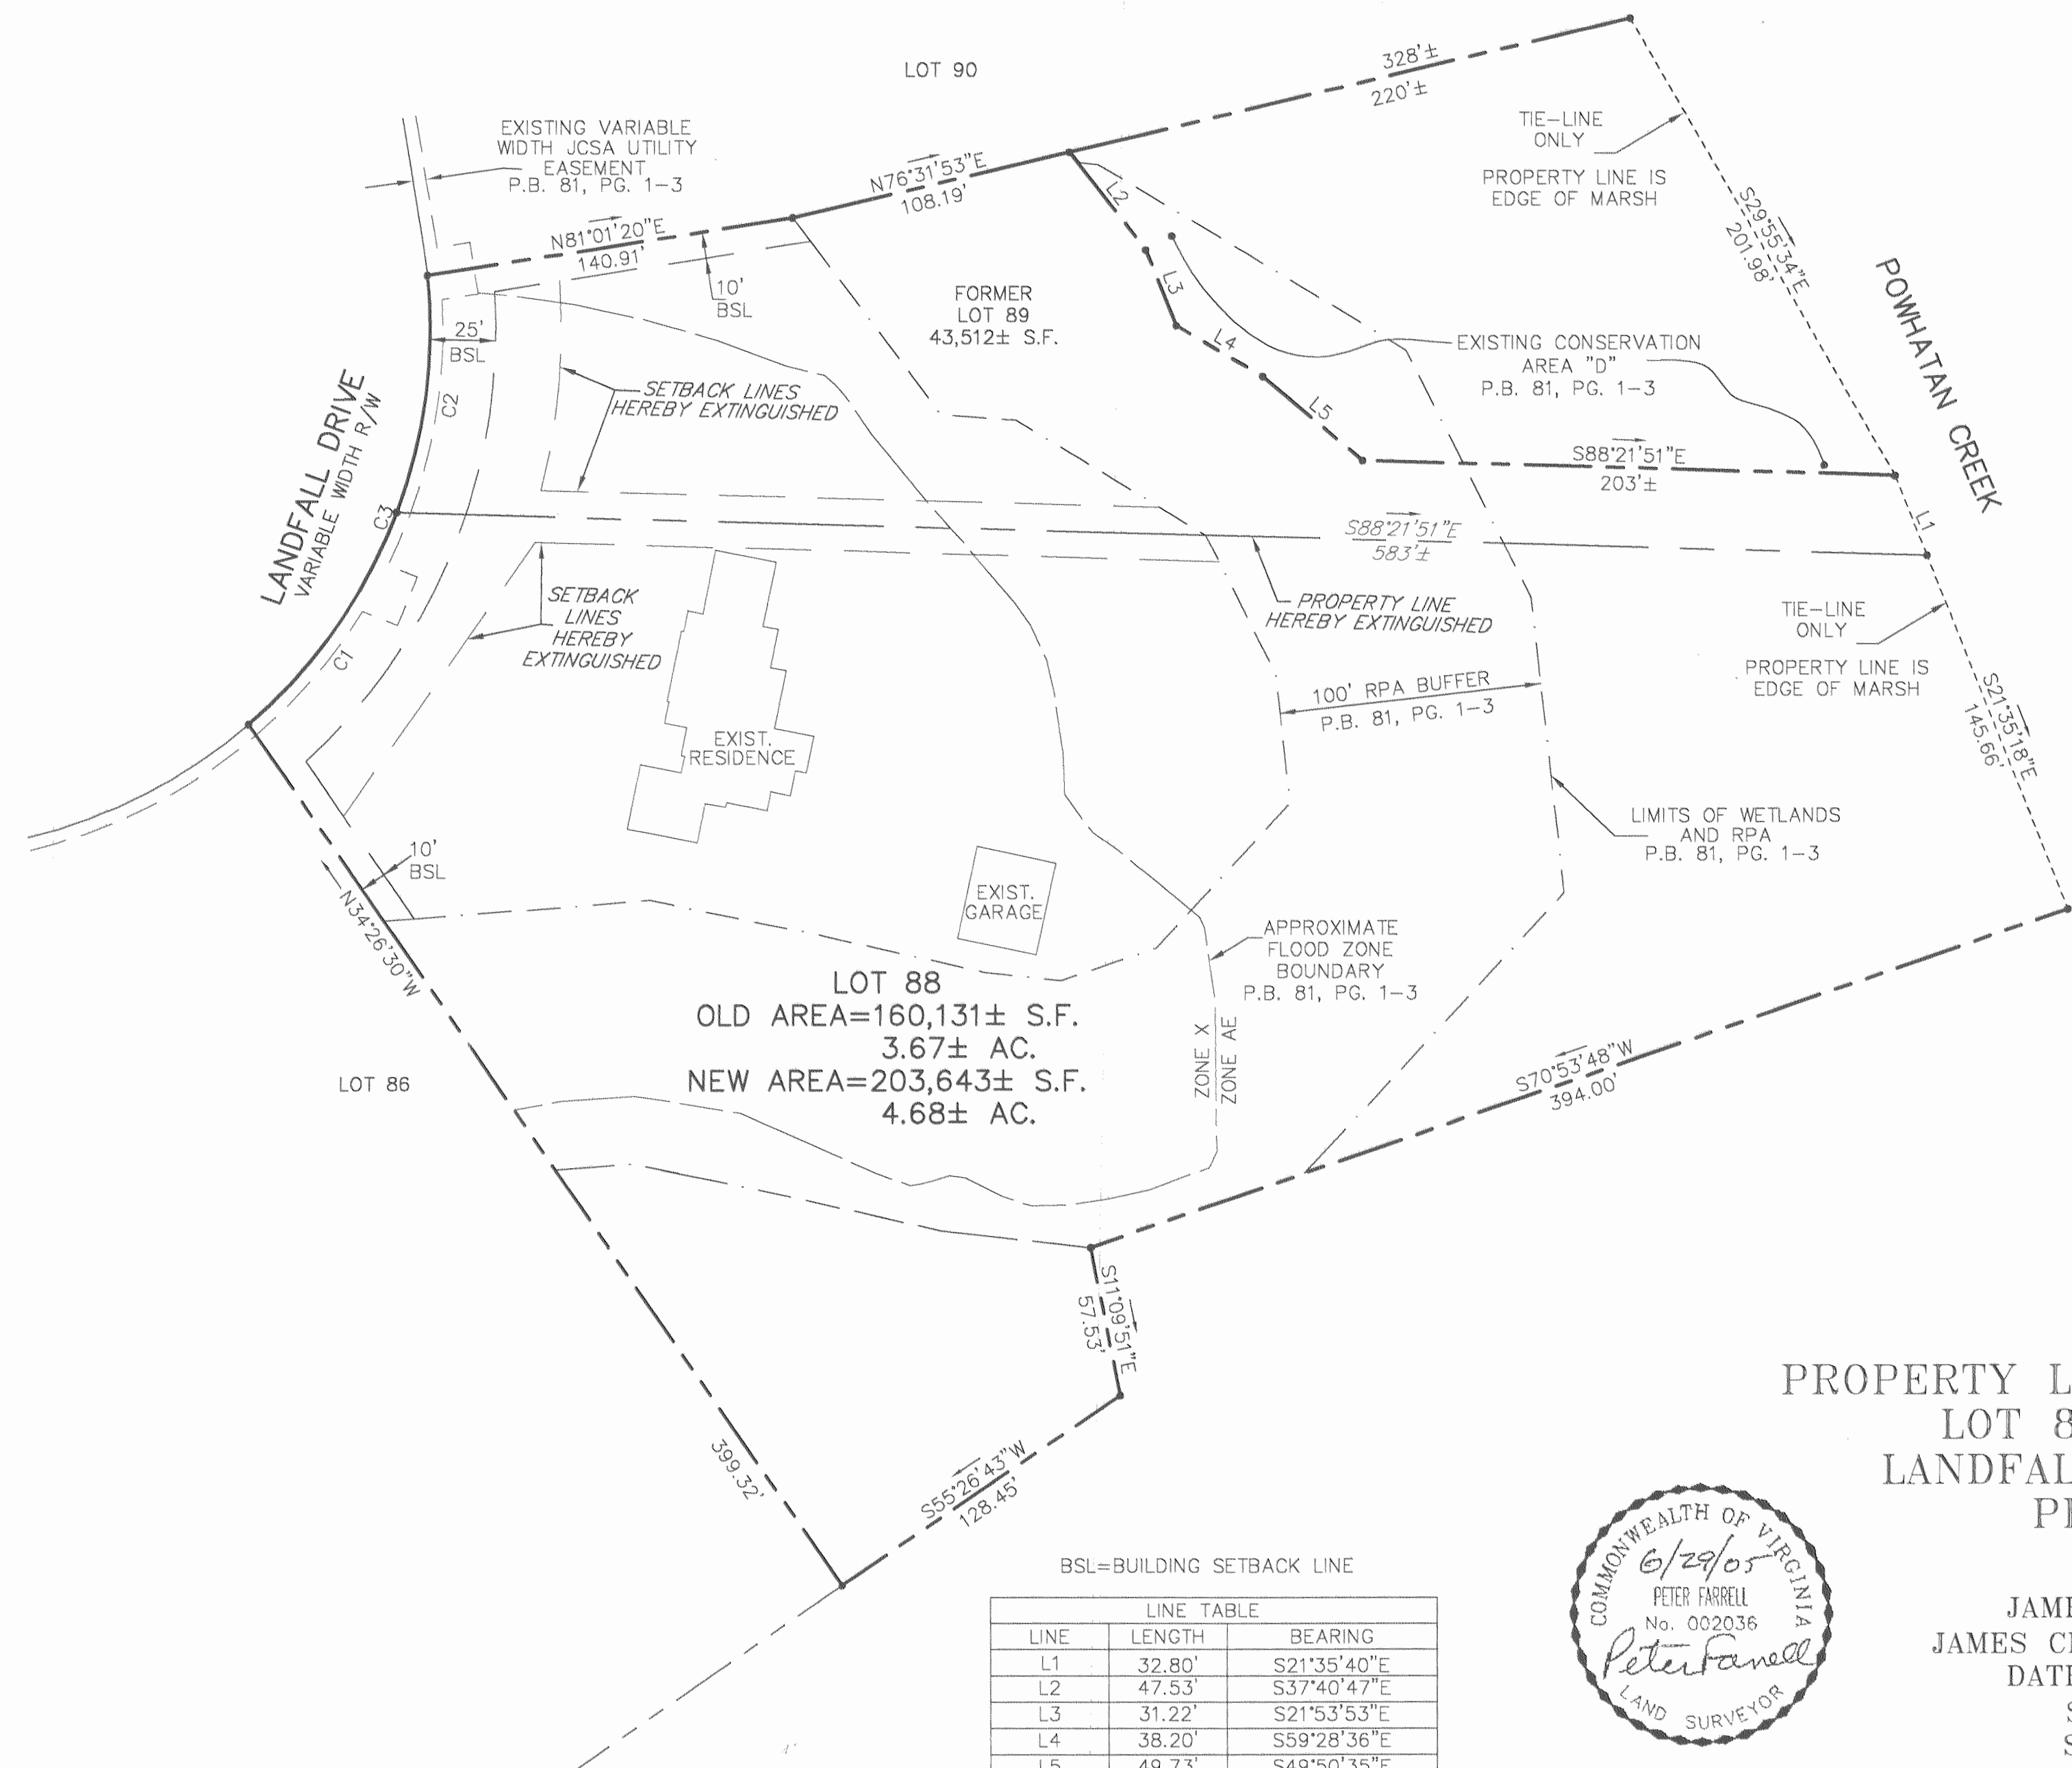 LOT 90
328'±
220'±
EXISTING VARIABLE
WIDTH JCSA UTILITY
EASEMENT
P.B. 81, PG. 1-3
TIE-LINE
ONLY
PROPERTY LINE IS
EDGE OF MARSH
N76°31'53"E
108.19'
L2
N81°01'20"E
140.91'
S29°55'34"E
201.98'
10'
BSL
L3
FORMER
LOT 89
43,512± S.F.
POWHATAN CREEK
25'
BSL
L4
EXISTING CONSERVATION
AREA "D"
P.B. 81, PG. 1-3
SETBACK LINES
HEREBY EXTINGUISHED
C2
L5
LANDFALL DRIVE
VARIABLE WIDTH R/W
S88°21'51"E
203'±
C3
L1
S88°21'51"E
583'±
SETBACK
LINES
HEREBY
EXTINGUISHED
PROPERTY LINE
HEREBY EXTINGUISHED
TIE-LINE
ONLY
PROPERTY LINE IS
EDGE OF MARSH
C1
100' RPA BUFFER
P.B. 81, PG. 1-3
S21°35'18"E
145.66'
EXIST.
RESIDENCE
LIMITS OF WETLANDS
AND RPA
P.B. 81, PG. 1-3
10'
BSL
N34°26'30"W
EXIST.
GARAGE
APPROXIMATE
FLOOD ZONE
BOUNDARY
P.B. 81, PG. 1-3
LOT 88
OLD AREA=160,131± S.F.
3.67± AC.
NEW AREA=203,643± S.F.
4.68± AC.
ZONE X
ZONE AE
LOT 86
S70°53'48"W
394.00'
S11°09'51"E
57.53'
399.32'
S55°26'43"W
128.45'
PROPERTY L
LOT 8
LANDFAL
BSL=BUILDING SETBACK LINE
LINE TABLE
LINE LENGTH BEARING
L1 32.80' S21°35'40"E
L2 47.53' S37°40'47"E
L3 31.22' S21°53'53"E
L4 38.20' S59°28'36"E
L5 49.73' S49°50'35"E
COMMONWEALTH OF VIRGINIA
6/29/05
PETER FARRELL
No. 002036
Peter Farrell
LAND SURVEYOR
JAME
JAMES CI
DATE
S
S